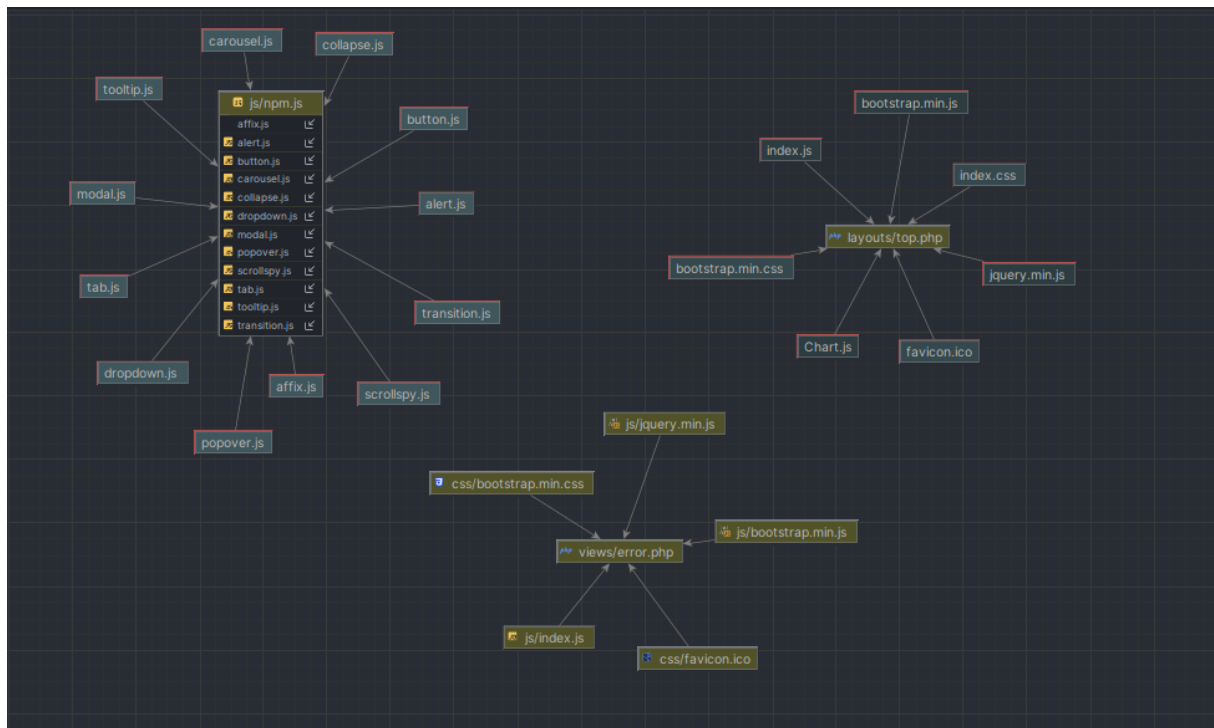 carousel.js
collapse.js
tooltip.js
js/npm.js
affix.js
alert.js
button.js
carousel.js
collapse.js
dropdown.js
modal.js
popover.js
scrollspy.js
tab.js
tooltip.js
transition.js
button.js
modal.js
alert.js
tab.js
transition.js
dropdown.js
affix.js
scrollspy.js
popover.js
bootstrap.min.js
index.js
index.css
php layouts/top.php
bootstrap.min.css
jquery.min.js
Chart.js
favicon.ico
js/jquery.min.js
css/bootstrap.min.css
js/bootstrap.min.js
php views/error.php
js/index.js
css/favicon.ico